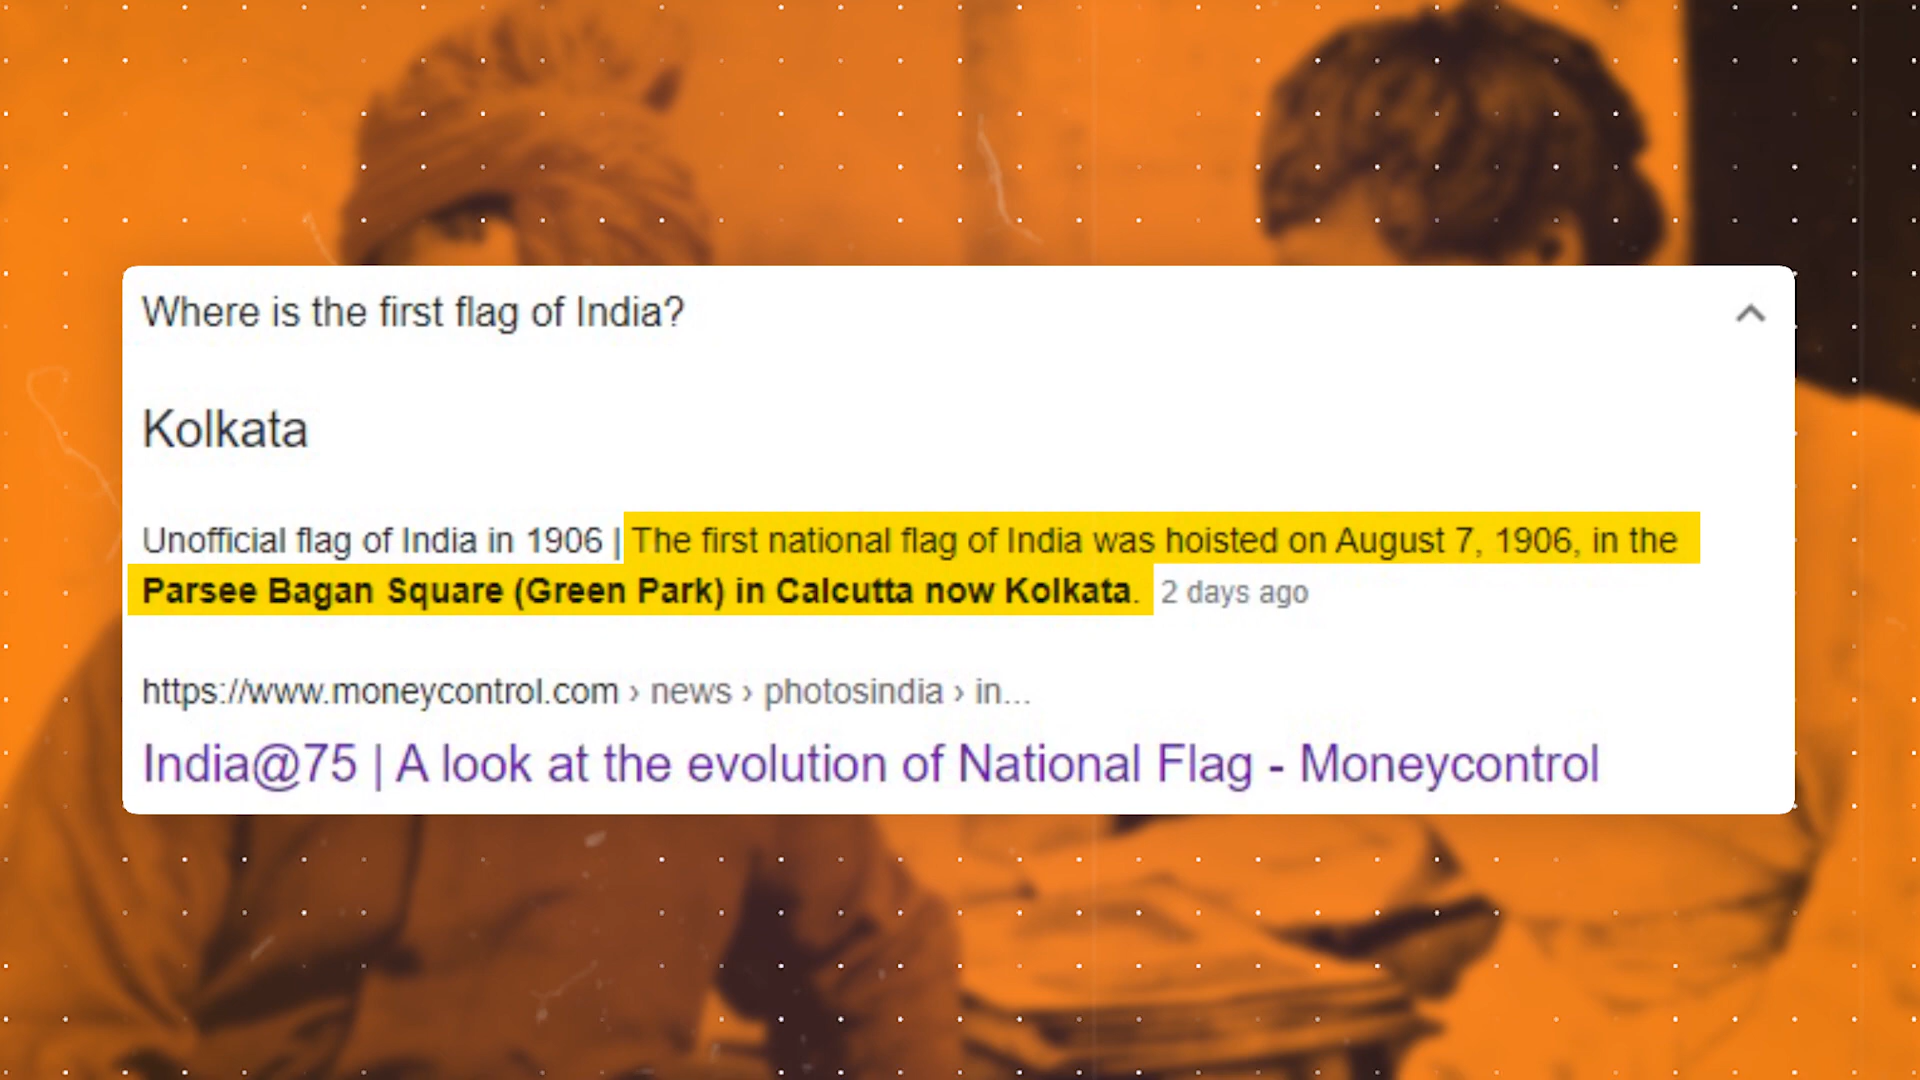 Where is the first flag of India?
Kolkata
Unofficial flag of India in 1906 | The first national flag of India was hoisted on August 7, 1906, in the
Parsee Bagan Square (Green Park) in Calcutta now Kolkata. 2 days ago
https://www.moneycontrol.com › news › photosindia › in...
India@75 | A look at the evolution of National Flag - Moneycontrol